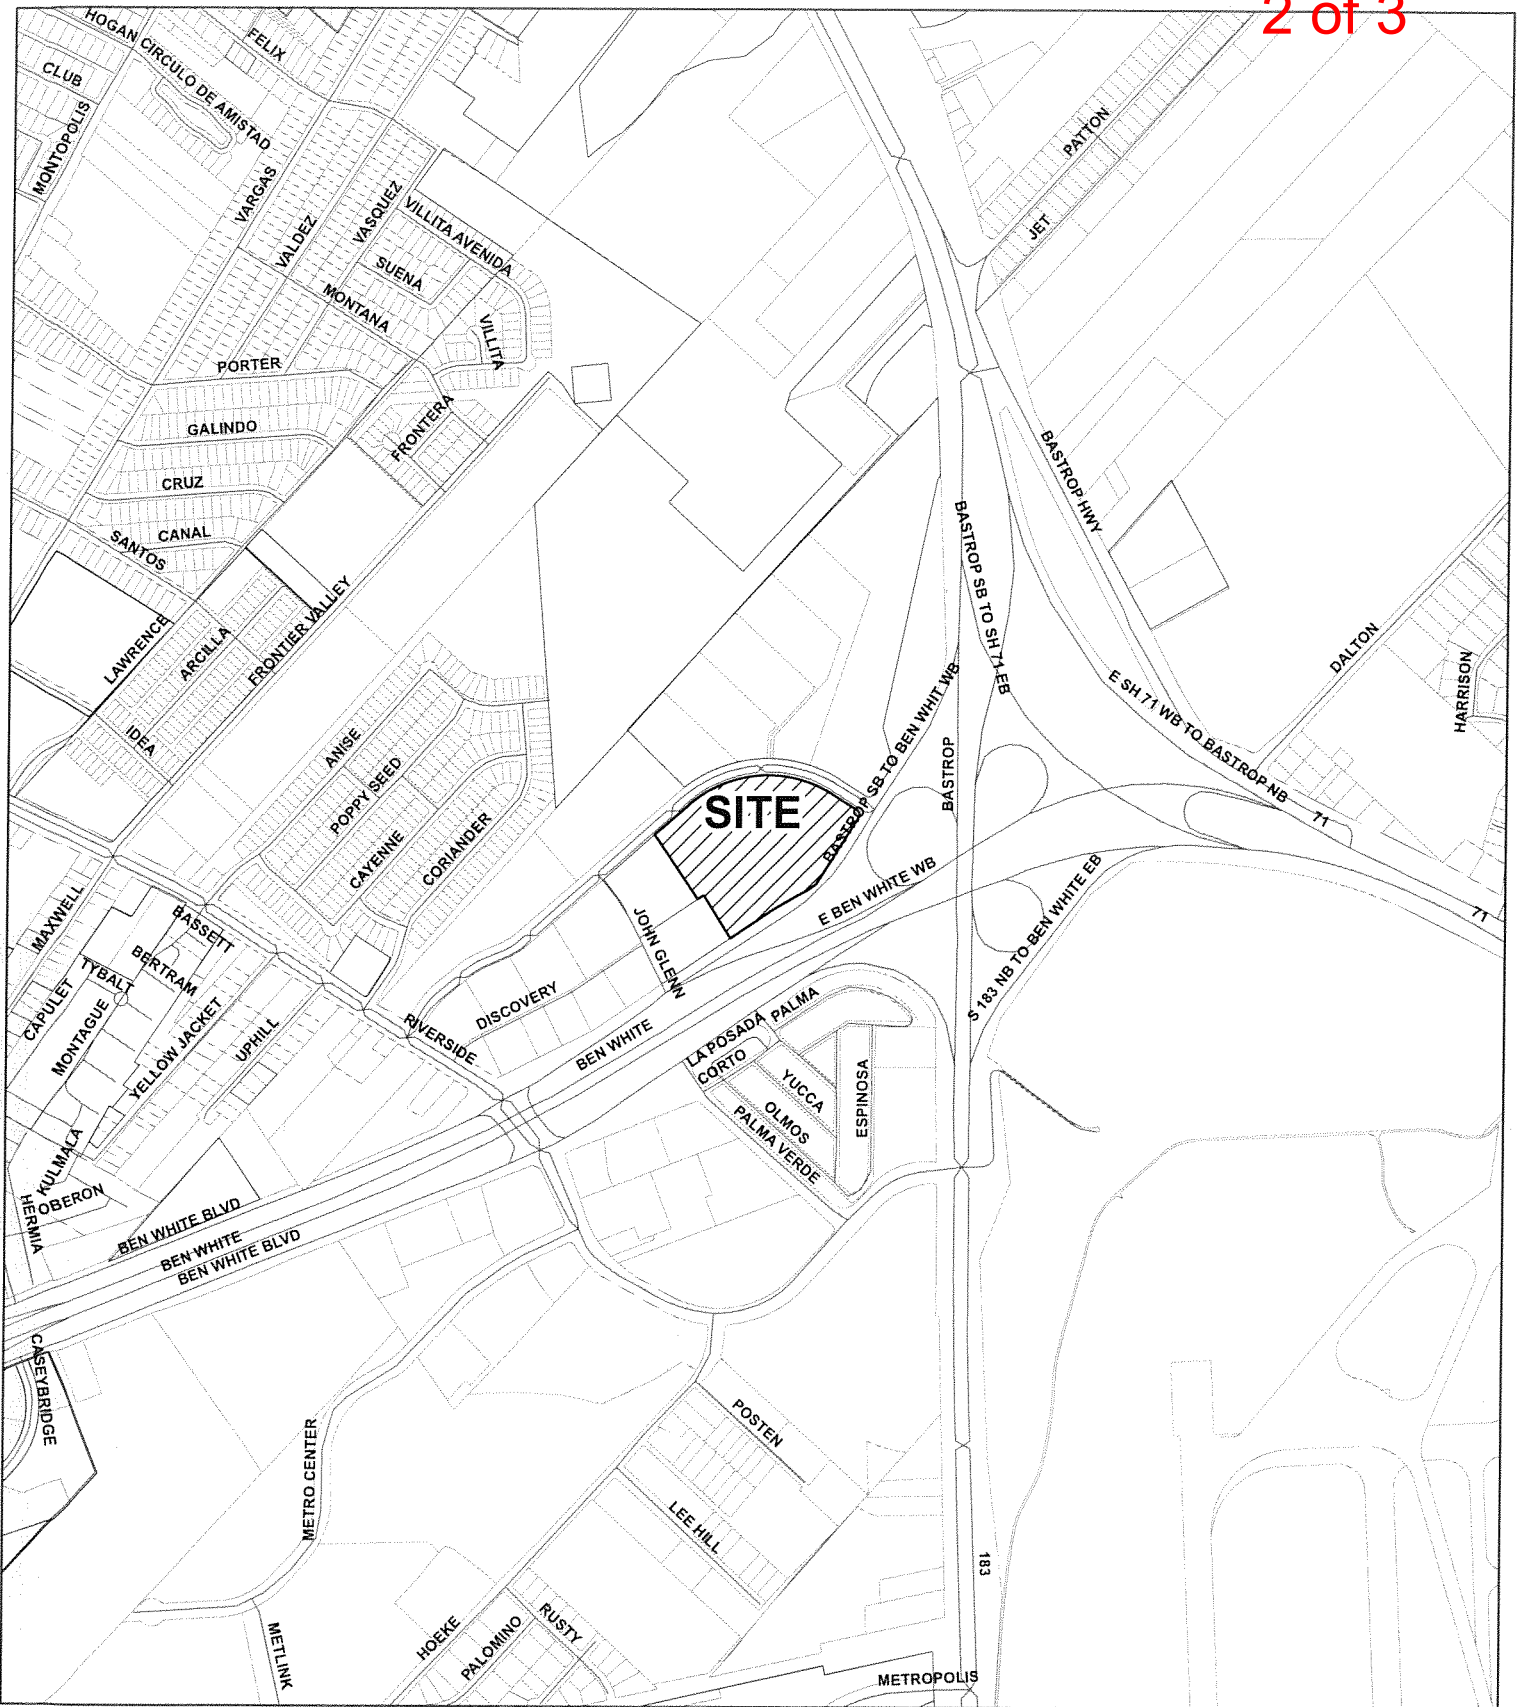 2 of 3
HOGAN
FELIX
CIRCULO DE AMISTAD
CLUB
MONTOPOLIS
PATTON
VARGAS
VASQUEZ
VILLITA AVENIDA
VALDEZ
JET
SUENA
MONTANA
VILLITA
PORTER
FRONTERA
GALINDO
BASTROP HWY
CRUZ
CANAL
SANTOS
BASTROP SB TO SH 71 EB
LAWRENCE
ARCILLA
FRONTIER VALLEY
DALTON
HARRISON
BASTROP SB TO BEN WHIT WB
E SH 71 WB TO BASTROP NB
IDEA
ANISE
POPPY SEED
BASTROP
SITE
71
CAYENNE
CORIANDER
E BEN WHITE WB
71
MAXWELL
BASSETT
JOHN GLENN
S 183 NB TO BEN WHITE EB
BERTRAM
TYBALT
CAPULET
DISCOVERY
PALMA
MONTAGUE
YELLOW JACKET
UPHILL
RIVERSIDE
BEN WHITE
LA POSADA
CORTO
YUCCA
ESPINOSA
OLMOS
PALMA VERDE
KULMALA
OBERON
HERMIA
BEN WHITE BLVD
BEN WHITE
BEN WHITE BLVD
CASEYBRIDGE
POSTEN
METRO CENTER
LEE HILL
183
HOEKE
PALOMINO
RUSTY
METLINK
METROPOLIS